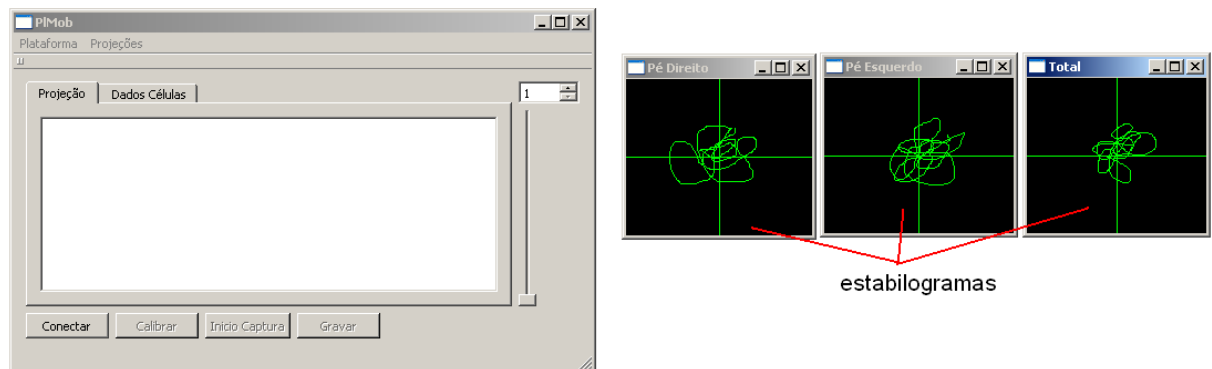 PlMob
Plataforma Projeções
Projeção Dados Células
1
Conectar Calibrar Inicio Captura Gravar
Pé Direito Pé Esquerdo Total
estabilogramas